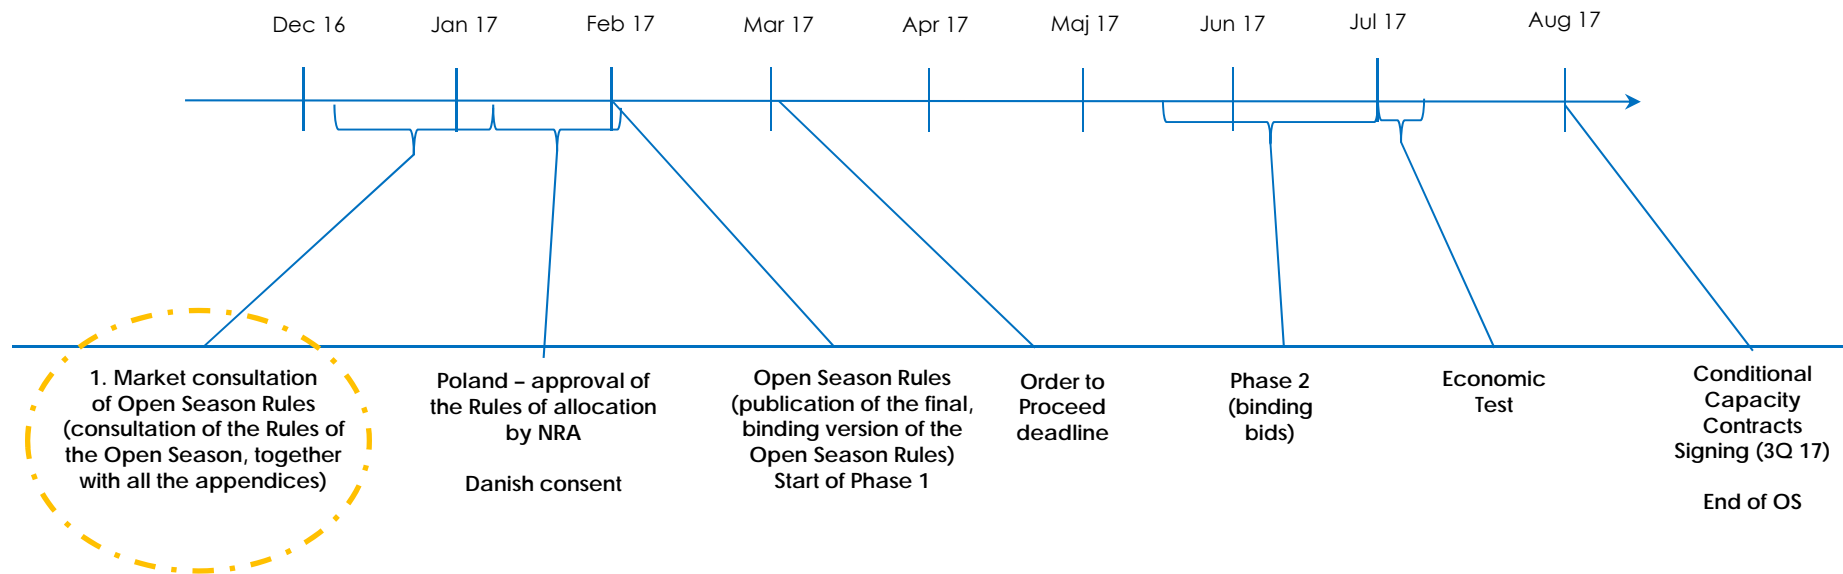 Dec 16
Jan 17
Feb 17
Mar 17
Apr 17
Maj 17
Jun 17
Jul 17
Aug 17
1. Market consultation
of Open Season Rules
(consultation of the Rules of
the Open Season, together
with all the appendices)
Poland – approval of
the Rules of allocation
by NRA
Danish consent
Open Season Rules
(publication of the final,
binding version of the
Open Season Rules)
Start of Phase 1
Order to
Proceed
deadline
Phase 2
(binding
bids)
Economic
Test
Conditional
Capacity
Contracts
Signing (3Q 17)
End of OS